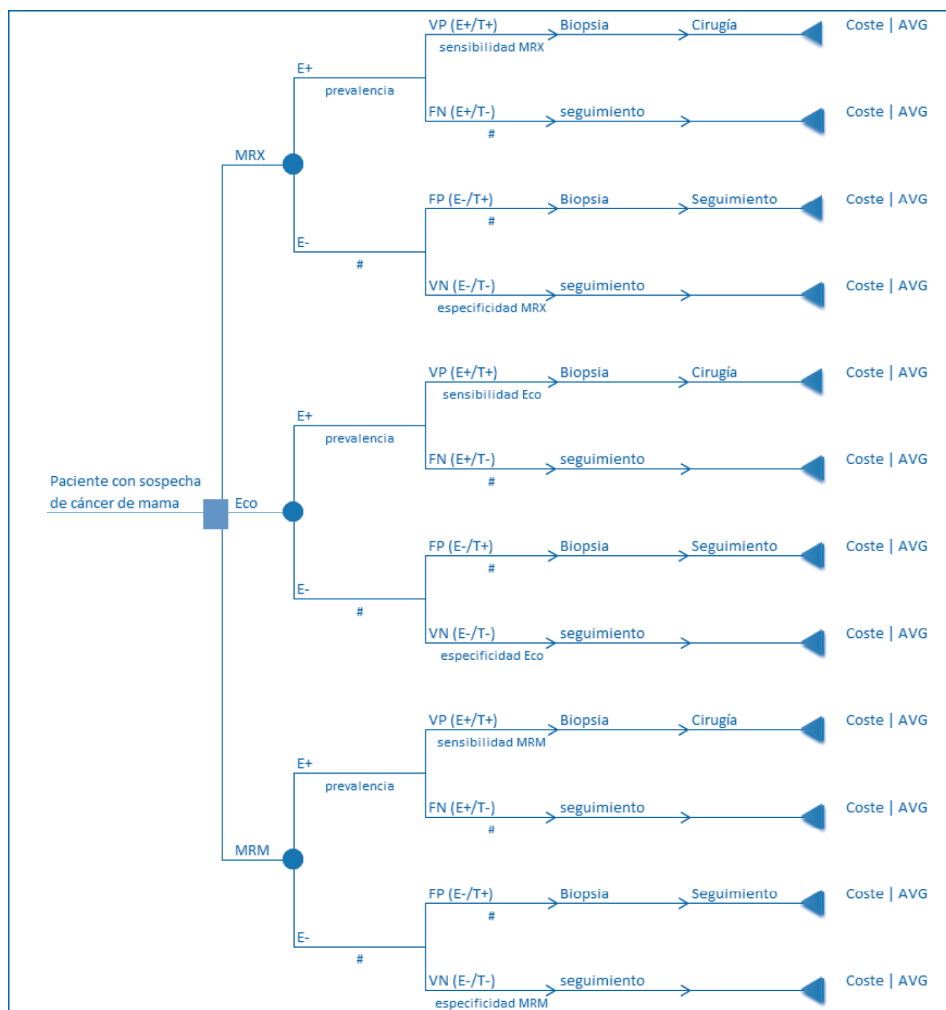 VP (E+/T+) Biopsia Cirugía Coste | AVG
sensibilidad MRX
E+
prevalencia
FN (E+/T-) seguimiento Coste | AVG
#
MRX
FP (E-/T+) Biopsia Seguimiento Coste | AVG
#
E-
#
VN (E-/T-) seguimiento Coste | AVG
especificidad MRX
VP (E+/T+) Biopsia Cirugía Coste | AVG
sensibilidad Eco
E+
prevalencia
FN (E+/T-) seguimiento Coste | AVG
#
Paciente con sospecha
de cáncer de mama
Eco
FP (E-/T+) Biopsia Seguimiento Coste | AVG
#
E-
#
VN (E-/T-) seguimiento Coste | AVG
especificidad Eco
VP (E+/T+) Biopsia Cirugía Coste | AVG
sensibilidad MRM
E+
prevalencia
FN (E+/T-) seguimiento Coste | AVG
#
MRM
FP (E-/T+) Biopsia Seguimiento Coste | AVG
#
E-
#
VN (E-/T-) seguimiento Coste | AVG
especificidad MRM